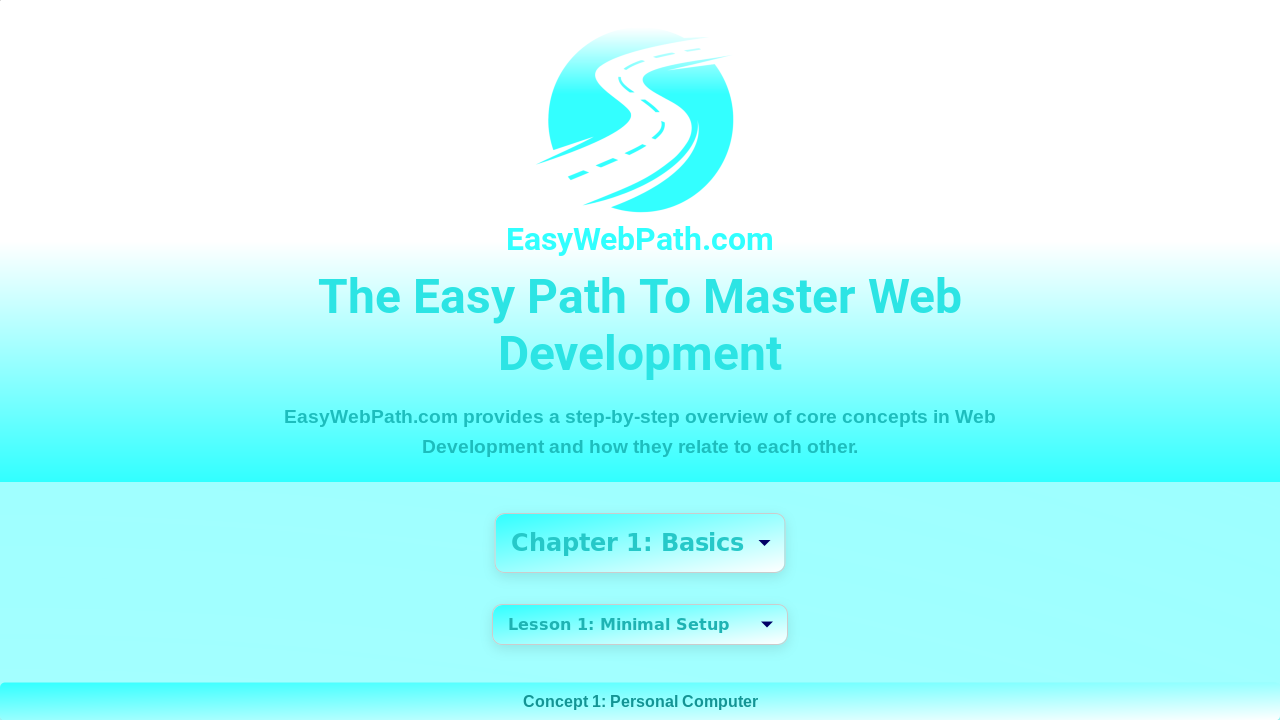 EasyWebPath.com
The Easy Path To Master Web
Development
EasyWebPath.com provides a step-by-step overview of core concepts in Web
Development and how they relate to each other.
Chapter 1: Basics
Lesson 1: Minimal Setup
Concept 1: Personal Computer